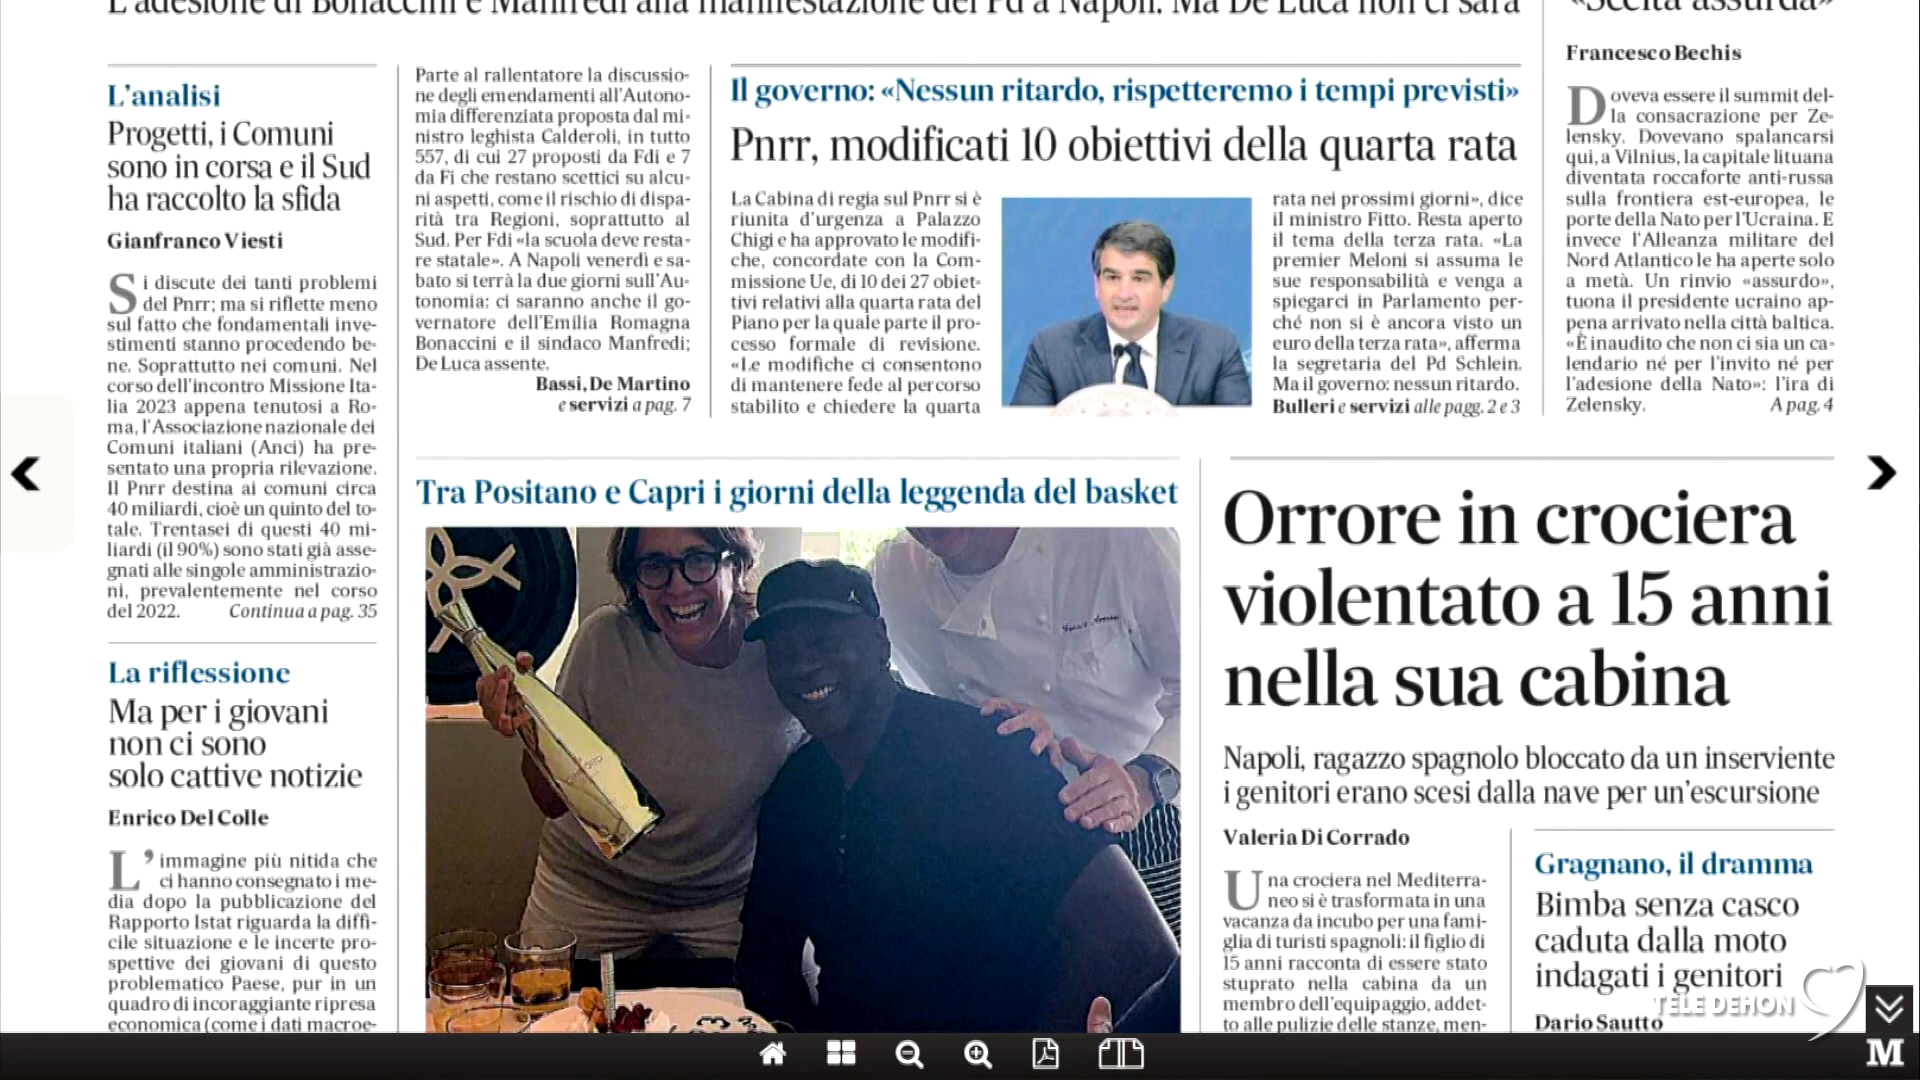 L'adesione di Bonaccini e Manfredi alla manifestazione del Pd a Napoli. Ma De Luca non ci sarà
«Scelta assurda»
L'analisi
Progetti, i Comuni
sono in corsa e il Sud
ha raccolto la sfida
Gianfranco Viesti
Si discute dei tanti problemi
del Pnrr; ma si riflette meno
sul fatto che fondamentali inve-
stimenti stanno procedendo be-
ne. Soprattutto nei comuni. Nel
corso dell'incontro Missione Ita-
lia 2023 appena tenutosi a Ro-
ma, l'Associazione nazionale dei
Comuni italiani (Anci) ha pre-
sentato una propria rilevazione.
Il Pnrr destina ai comuni circa
40 miliardi, cioè un quinto del to-
tale. Trentasei di questi 40 mi-
liardi (il 90%) sono stati già asse-
gnati alle singole amministrazio-
ni, prevalentemente nel corso
del 2022. Continua a pag. 35
La riflessione
Ma per i giovani
non ci sono
solo cattive notizie
Enrico Del Colle
L'immagine più nitida che
ci hanno consegnato i me-
dia dopo la pubblicazione del
Rapporto Istat riguarda la diffi-
cile situazione e le incerte pro-
spettive dei giovani di questo
problematico Paese, pur in un
quadro di incoraggiante ripresa
economica (come i dati macroe-
Parte al rallentatore la discussio-
ne degli emendamenti all'Autono-
mia differenziata proposta dal mi-
nistro leghista Calderoli, in tutto
557, di cui 27 proposti da Fdi e 7
da Fi che restano scettici su alcu-
ni aspetti, come il rischio di dispa-
rità tra Regioni, soprattutto al
Sud. Per Fdi «la scuola deve resta-
re statale». A Napoli venerdì e sa-
bato si terrà la due giorni sull'Au-
tonomia: ci saranno anche il go-
vernatore dell'Emilia Romagna
Bonaccini e il sindaco Manfredi;
De Luca assente.
Bassi, De Martino
e servizi a pag. 7
Il governo: «Nessun ritardo, rispetteremo i tempi previsti»
Pnrr, modificati 10 obiettivi della quarta rata
La Cabina di regia sul Pnrr si è
riunita d'urgenza a Palazzo
Chigi e ha approvato le modifi-
che, concordate con la Com-
missione Ue, di 10 dei 27 obiet-
tivi relativi alla quarta rata del
Piano per la quale parte il pro-
cesso formale di revisione.
«Le modifiche ci consentono
di mantenere fede al percorso
stabilito e chiedere la quarta
rata nei prossimi giorni», dice
il ministro Fitto. Resta aperto
il tema della terza rata. «La
premier Meloni si assuma le
sue responsabilità e venga a
spiegarci in Parlamento per-
ché non si è ancora visto un
euro della terza rata», afferma
la segretaria del Pd Schlein.
Ma il governo: nessun ritardo.
Bulleri e servizi alle pagg. 2 e 3
Francesco Bechis
Doveva essere il summit del-
la consacrazione per Ze-
lensky. Dovevano spalancarsi
qui, a Vilnius, la capitale lituana
diventata roccaforte anti-russa
sulla frontiera est-europea, le
porte della Nato per l'Ucraina. E
invece l'Alleanza militare del
Nord Atlantico le ha aperte solo
a metà. Un rinvio «assurdo»,
tuona il presidente ucraino ap-
pena arrivato nella città baltica.
«È inaudito che non ci sia un ca-
lendario né per l'invito né per
l'adesione della Nato»: l'ira di
Zelensky. A pag. 4
Tra Positano e Capri i giorni della leggenda del basket
Orrore in crociera
violentato a 15 anni
nella sua cabina
Napoli, ragazzo spagnolo bloccato da un inserviente
i genitori erano scesi dalla nave per un'escursione
Valeria Di Corrado
Una crociera nel Mediterra-
neo si è trasformata in una
vacanza da incubo per una fami-
glia di turisti spagnoli: il figlio di
15 anni racconta di essere stato
stuprato nella cabina da un
membro dell'equipaggio, addet-
to alle pulizie delle stanze, men-
Gragnano, il dramma
Bimba senza casco
caduta dalla moto
indagati i genitori
Dario Sautto
TELE DEHON
M